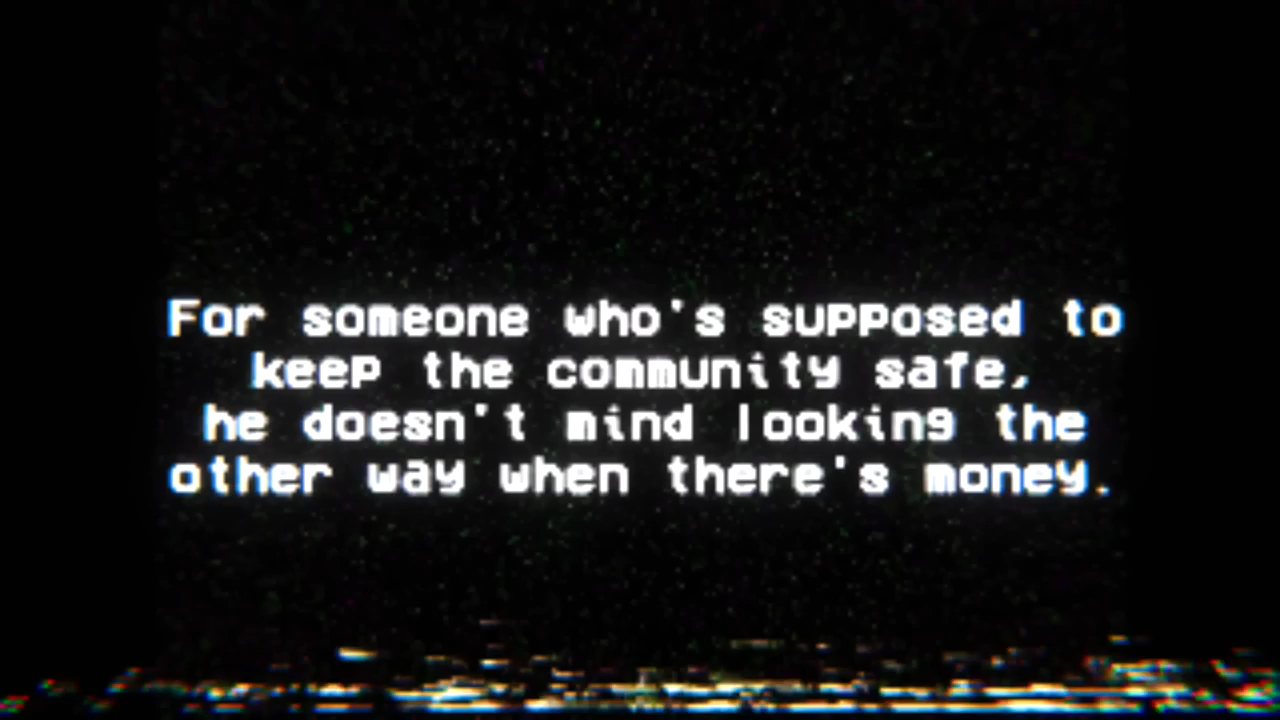 For someone who's supposed to
keep the community safe,
he doesn't mind looking the
other way when there's money.